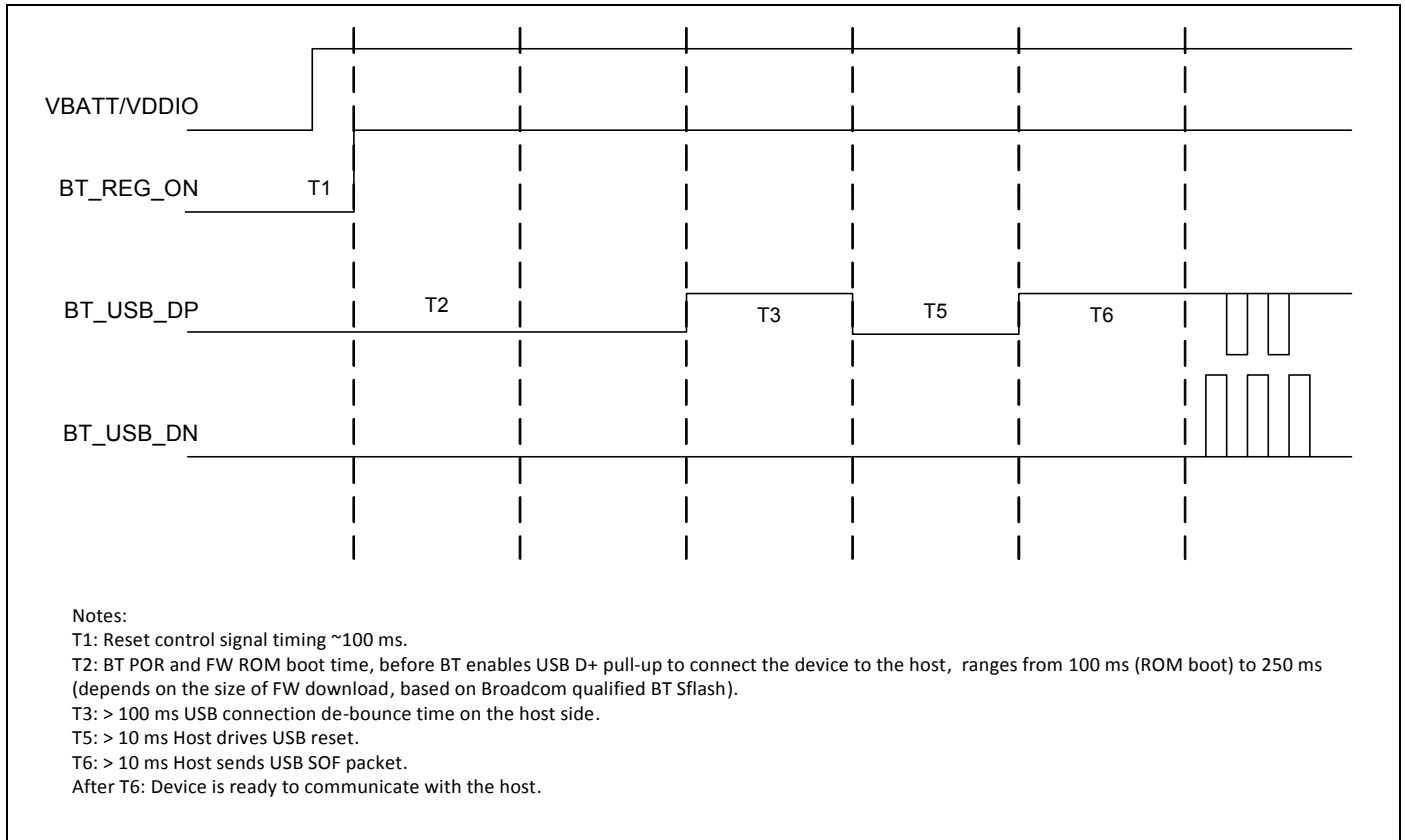 VBATT/VDDIO
BT_REG_ON
T1
BT_USB_DP
T2
T3
T5
T6
BT_USB_DN
Notes:
T1: Reset control signal timing ~100 ms.
T2: BT POR and FW ROM boot time, before BT enables USB D+ pull-up to connect the device to the host, ranges from 100 ms (ROM boot) to 250 ms
(depends on the size of FW download, based on Broadcom qualified BT Sflash).
T3: > 100 ms USB connection de-bounce time on the host side.
T5: > 10 ms Host drives USB reset.
T6: > 10 ms Host sends USB SOF packet.
After T6: Device is ready to communicate with the host.